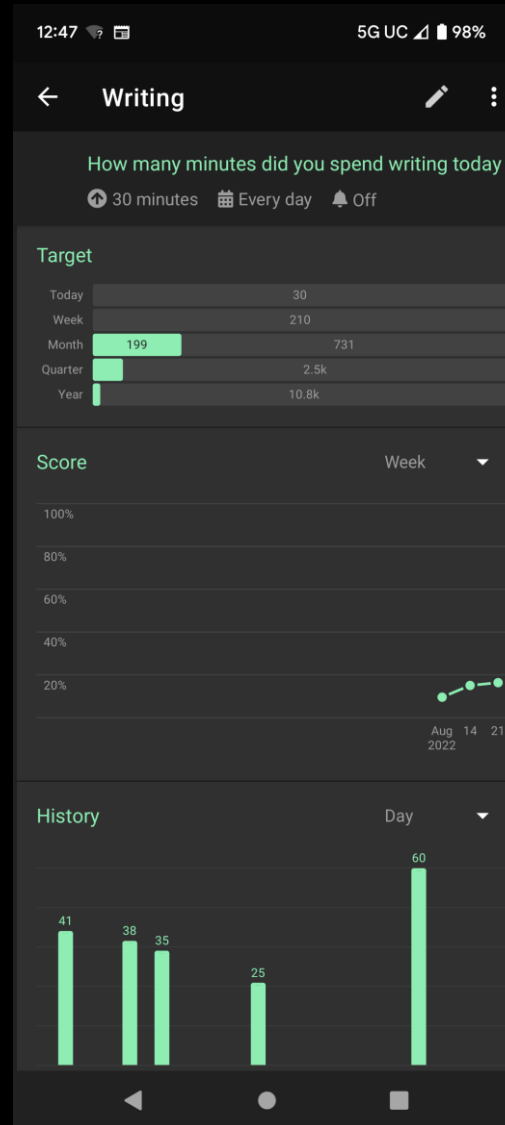 12:47 5G UC 98%
Writing
How many minutes did you spend writing today
30 minutes Every day Off
Target
Today 30
Week 210
Month 199 731
Quarter 2.5k
Year 10.8k
Score Week
100%
80%
60%
40%
20%
Aug 14 21
2022
History Day
60
41
38
35
25